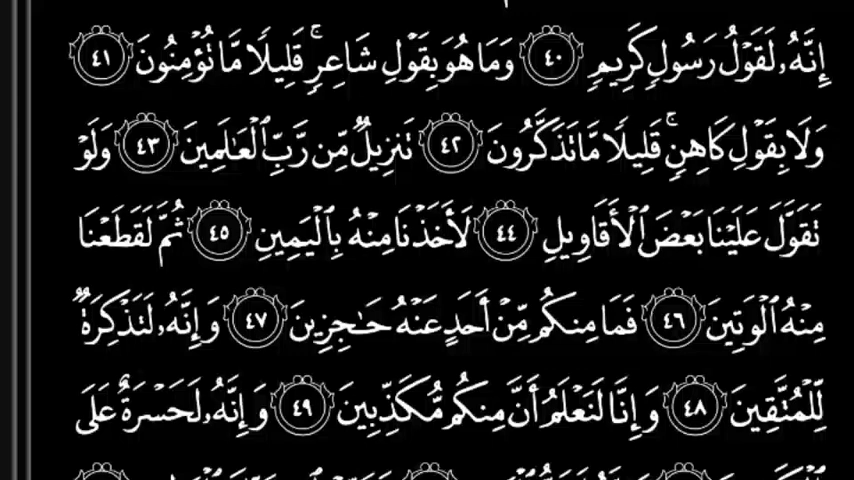 إِنَّهُۥ لَقَوۡلُ رَسُولٖ كَرِيمٖ ٤٠ وَمَا هُوَ بِقَوۡلِ شَاعِرٖۚ قَلِيلٗا مَّا تُؤۡمِنُونَ ٤١
وَلَا بِقَوۡلِ كَاهِنٖۚ قَلِيلٗا مَّا تَذَكَّرُونَ ٤٢ تَنزِيلٞ مِّن رَّبِّ ٱلۡعَٰلَمِينَ ٤٣ وَلَوۡ
تَقَوَّلَ عَلَيۡنَا بَعۡضَ ٱلۡأَقَاوِيلِ ٤٤ لَأَخَذۡنَا مِنۡهُ بِٱلۡيَمِينِ ٤٥ ثُمَّ لَقَطَعۡنَا
مِنۡهُ ٱلۡوَتِينَ ٤٦ فَمَا مِنكُم مِّنۡ أَحَدٍ عَنۡهُ حَٰجِزِينَ ٤٧ وَإِنَّهُۥ لَتَذۡكِرَةٞ
لِّلۡمُتَّقِينَ ٤٨ وَإِنَّا لَنَعۡلَمُ أَنَّ مِنكُم مُّكَذِّبِينَ ٤٩ وَإِنَّهُۥ لَحَسۡرَةٌ عَلَى